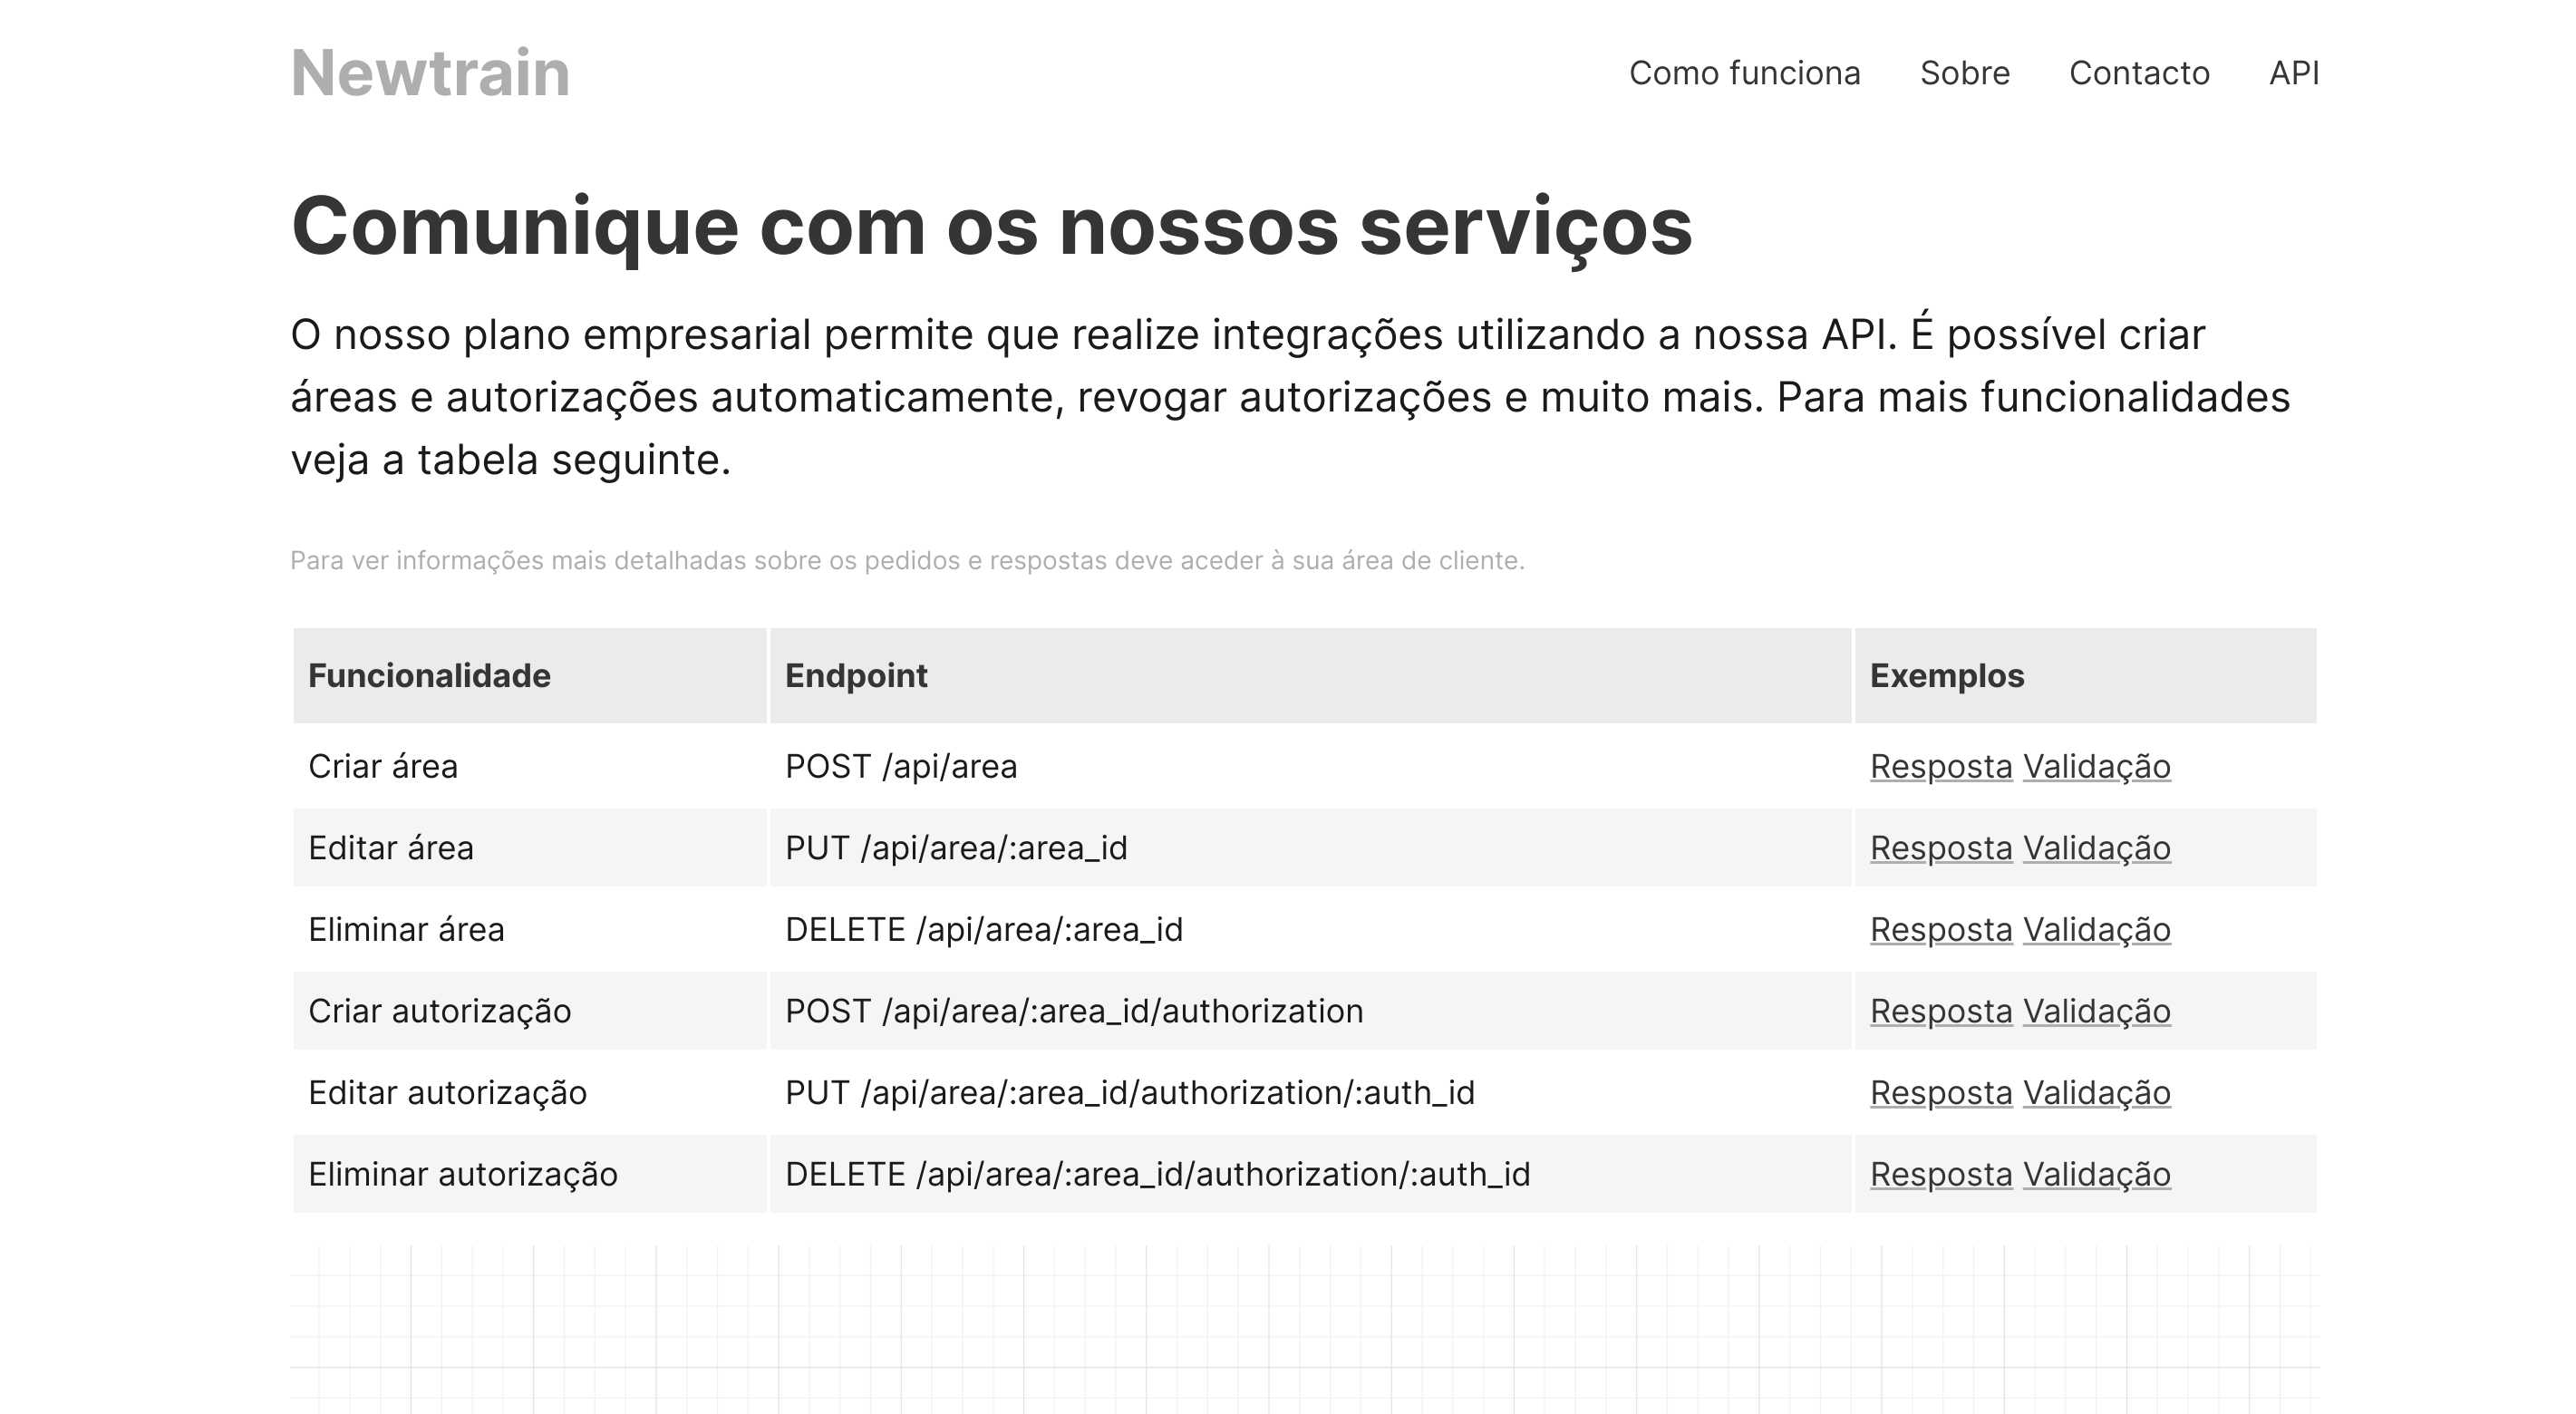 Newtrain
Como funciona Sobre Contacto API
Comunique com os nossos serviços
O nosso plano empresarial permite que realize integrações utilizando a nossa API. É possível criar
áreas e autorizações automaticamente, revogar autorizações e muito mais. Para mais funcionalidades
veja a tabela seguinte.
Para ver informações mais detalhadas sobre os pedidos e respostas deve aceder à sua área de cliente.
Funcionalidade Endpoint Exemplos
Criar área POST /api/area Resposta Validação
Editar área PUT /api/area/:area_id Resposta Validação
Eliminar área DELETE /api/area/:area_id Resposta Validação
Criar autorização POST /api/area/:area_id/authorization Resposta Validação
Editar autorização PUT /api/area/:area_id/authorization/:auth_id Resposta Validação
Eliminar autorização DELETE /api/area/:area_id/authorization/:auth_id Resposta Validação